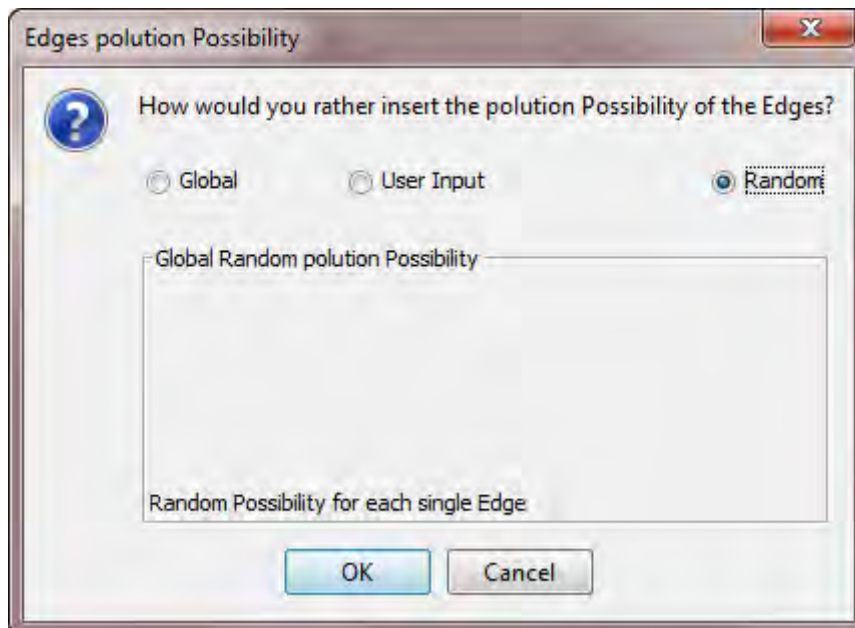 Edges polution Possibility
How would you rather insert the polution Possibility of the Edges?
Global User Input Random
Global Random polution Possibility
Random Possibility for each single Edge
OK Cancel